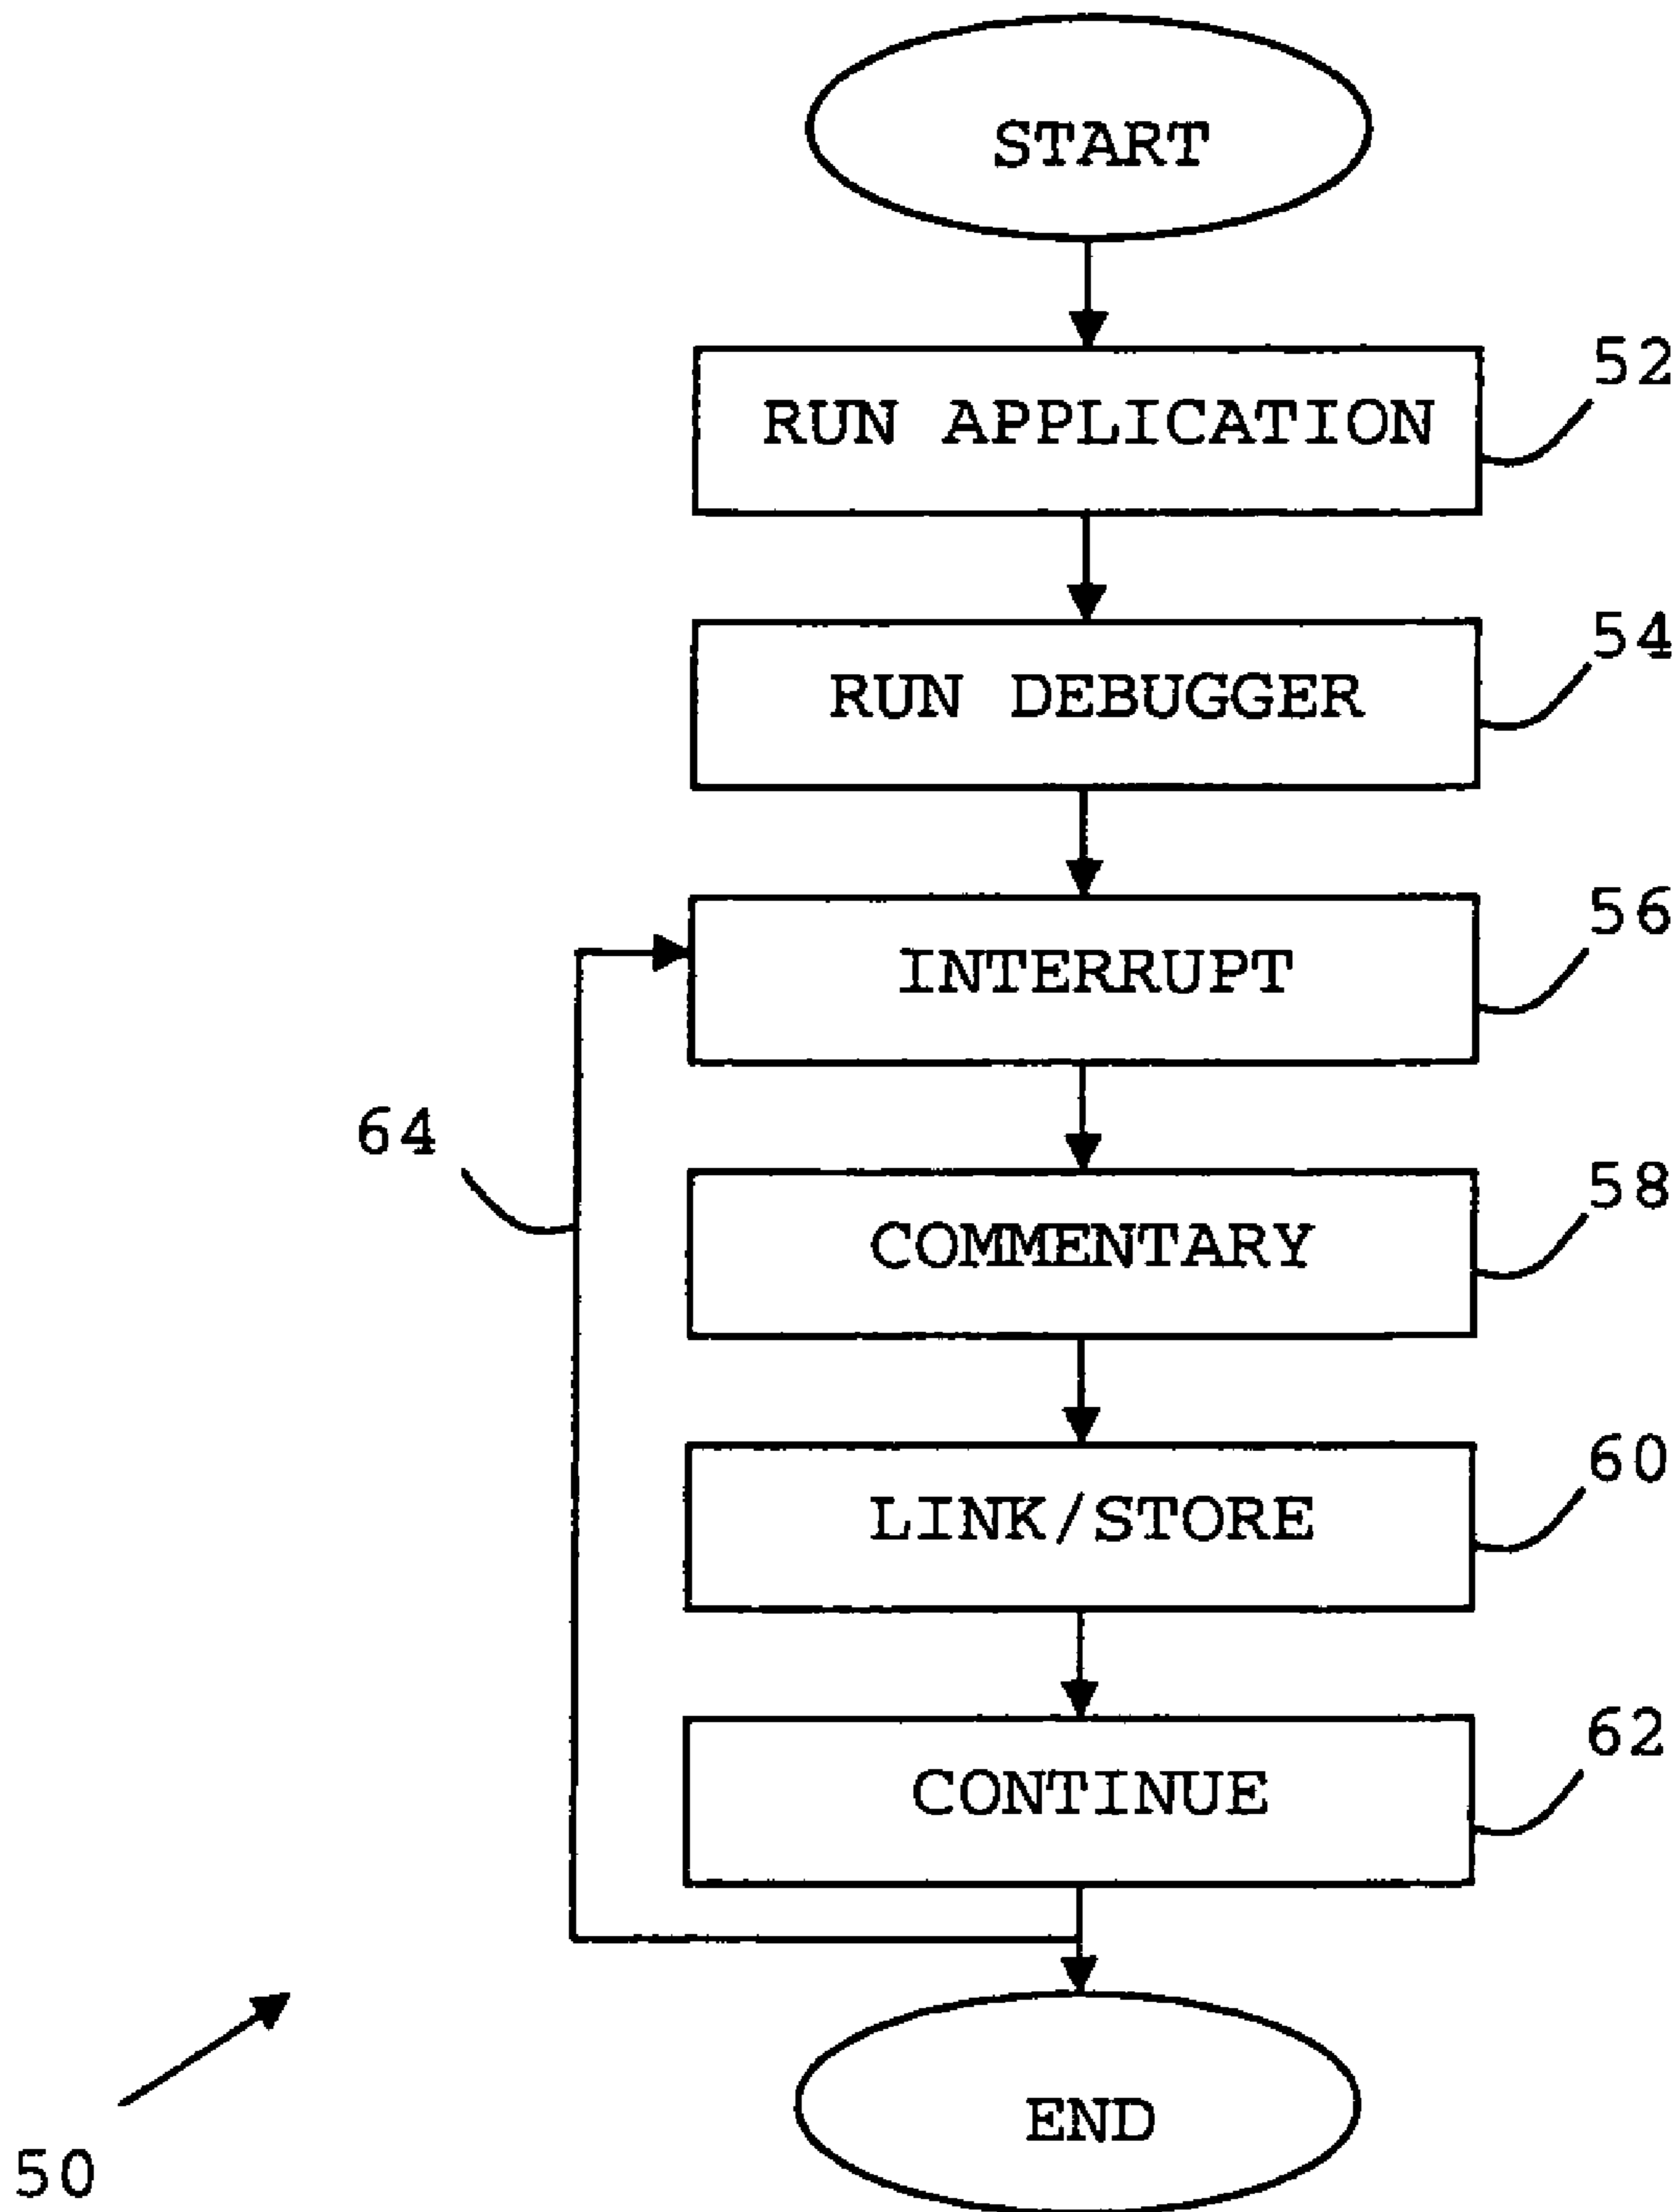 START
RUN APPLICATION
52
RUN DEBUGGER
54
INTERRUPT
56
64
COMMENTARY
58
LINK/STORE
60
CONTINUE
62
END
50